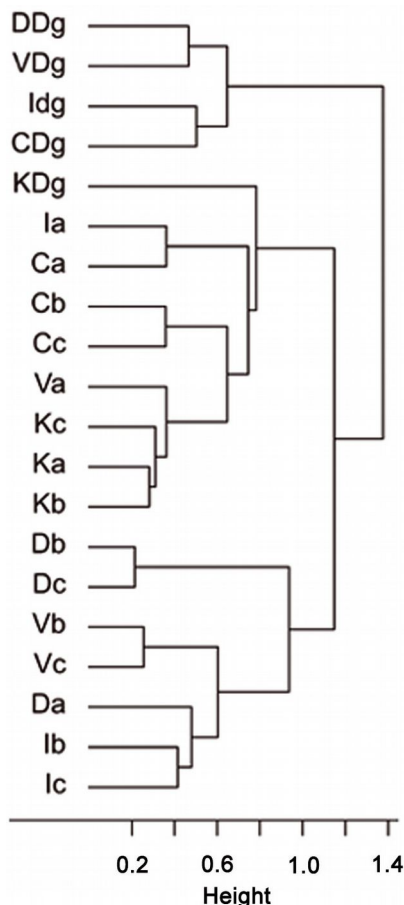 DDg
VDg
Idg
CDg
KDg
Ia
Ca
Cb
Cc
Va
Kc
Ka
Kb
Db
Dc
Vb
Vc
Da
Ib
Ic
0.2 0.6 1.0 1.4
Height